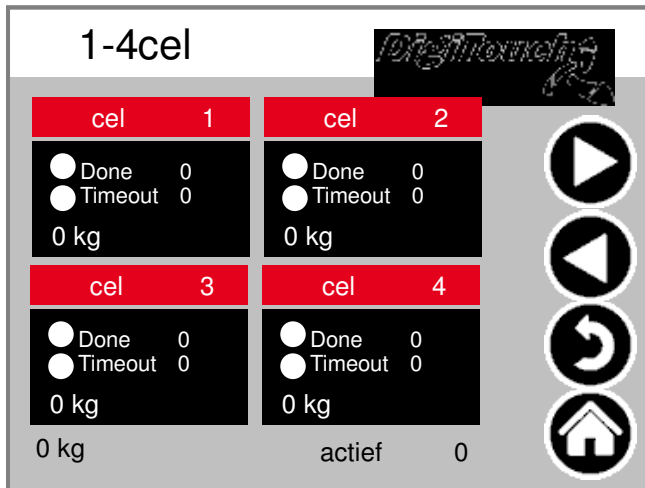 1-4cel
DigiTouch
cel 1
cel 2
Done 0
Timeout 0
0 kg
Done 0
Timeout 0
0 kg
cel 3
cel 4
Done 0
Timeout 0
0 kg
Done 0
Timeout 0
0 kg
0 kg
actief 0